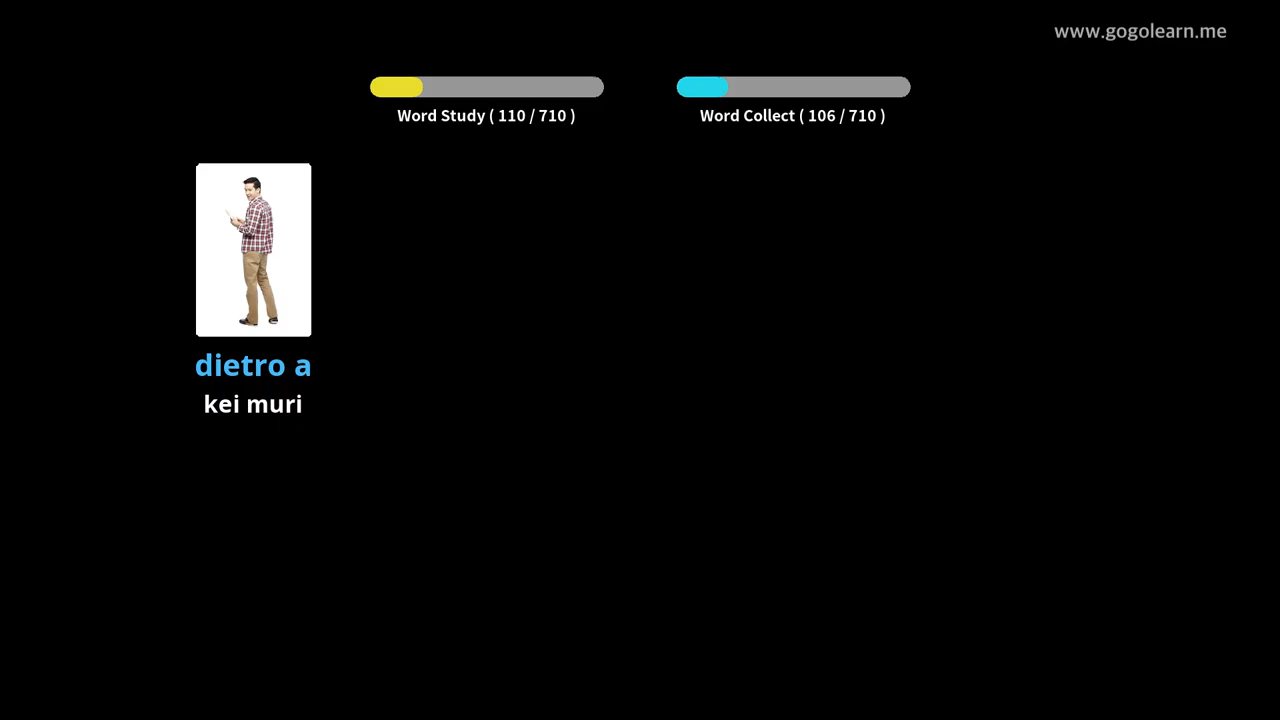 www.gogolearn.me
Word Study ( 110 / 710 )
Word Collect ( 106 / 710 )
dietro a
kei muri